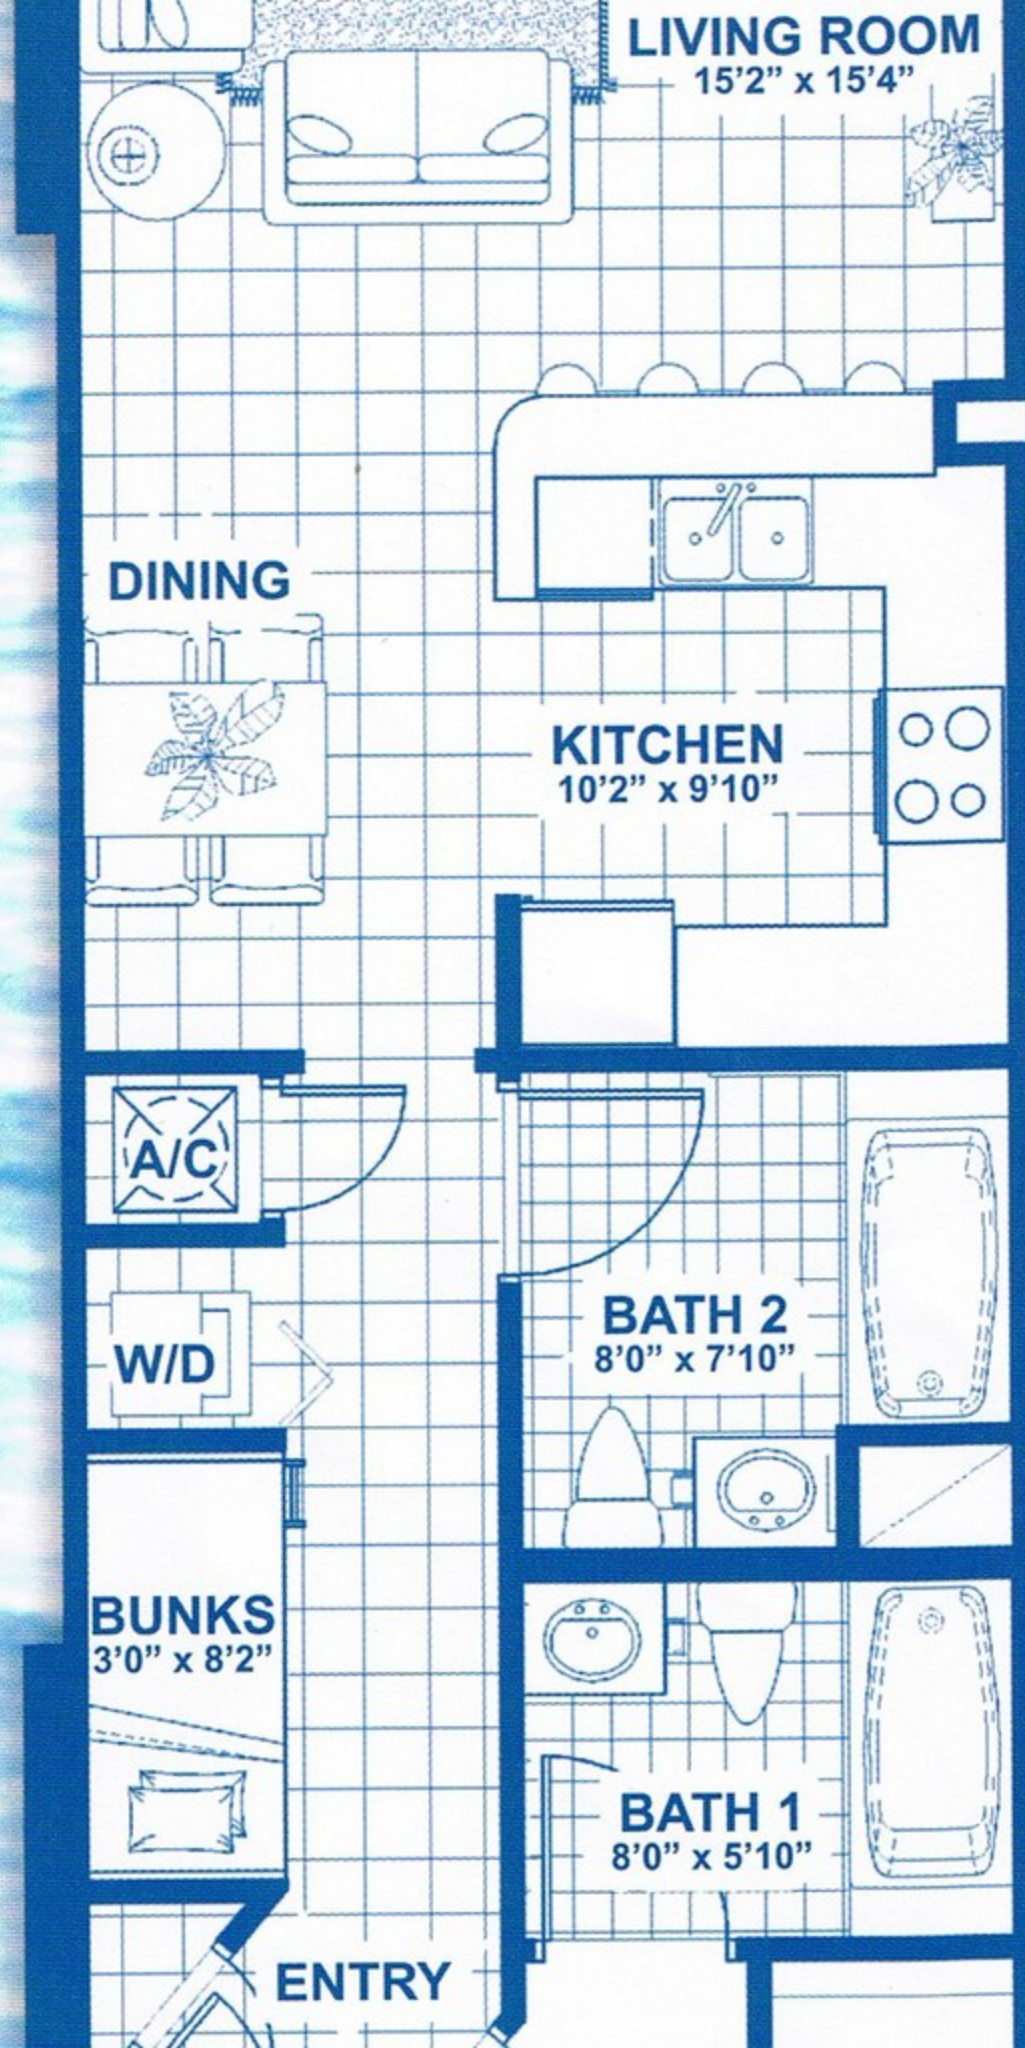 LIVING ROOM
15’2” x 15’4”
DINING
KITCHEN
10’2” x 9’10”
A/C
BATH 2
8’0” x 7’10”
W/D
BUNKS
3’0” x 8’2”
BATH 1
8’0” x 5’10”
ENTRY